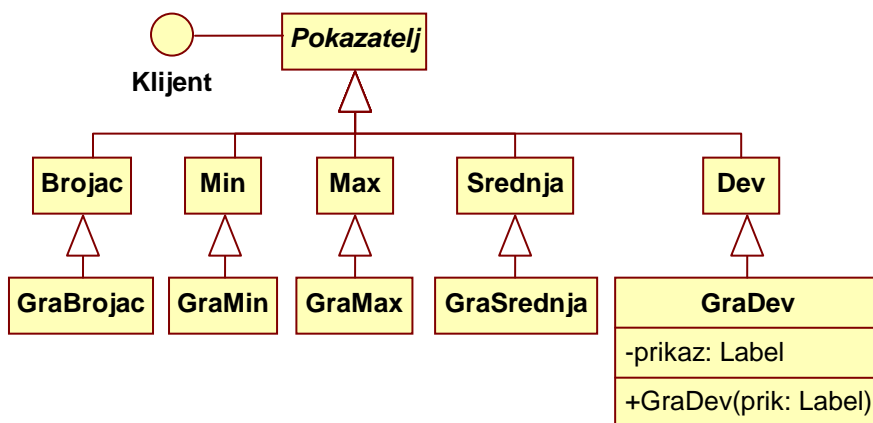 Pokazatelj
Klijent
Brojac
Min
Max
Srednja
Dev
GraBrojac
GraMin
GraMax
GraSrednja
GraDev
-prikaz: Label
+GraDev(prik: Label)